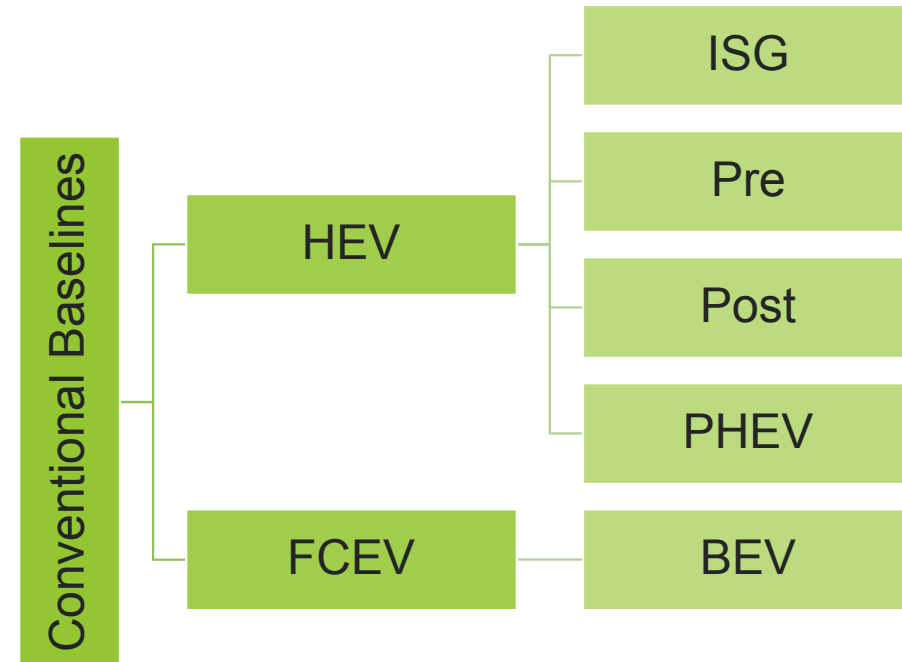 Conventional Baselines
HEV
ISG
Pre
Post
PHEV
FCEV
BEV